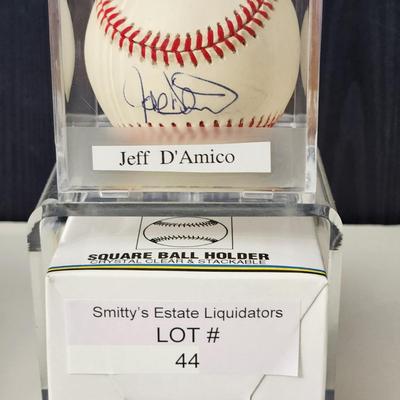 Jeff D'Amico
SQUARE BALL HOLDER
CRYSTAL CLEAR & STACKABLE
Smitty's Estate Liquidators
LOT #
44